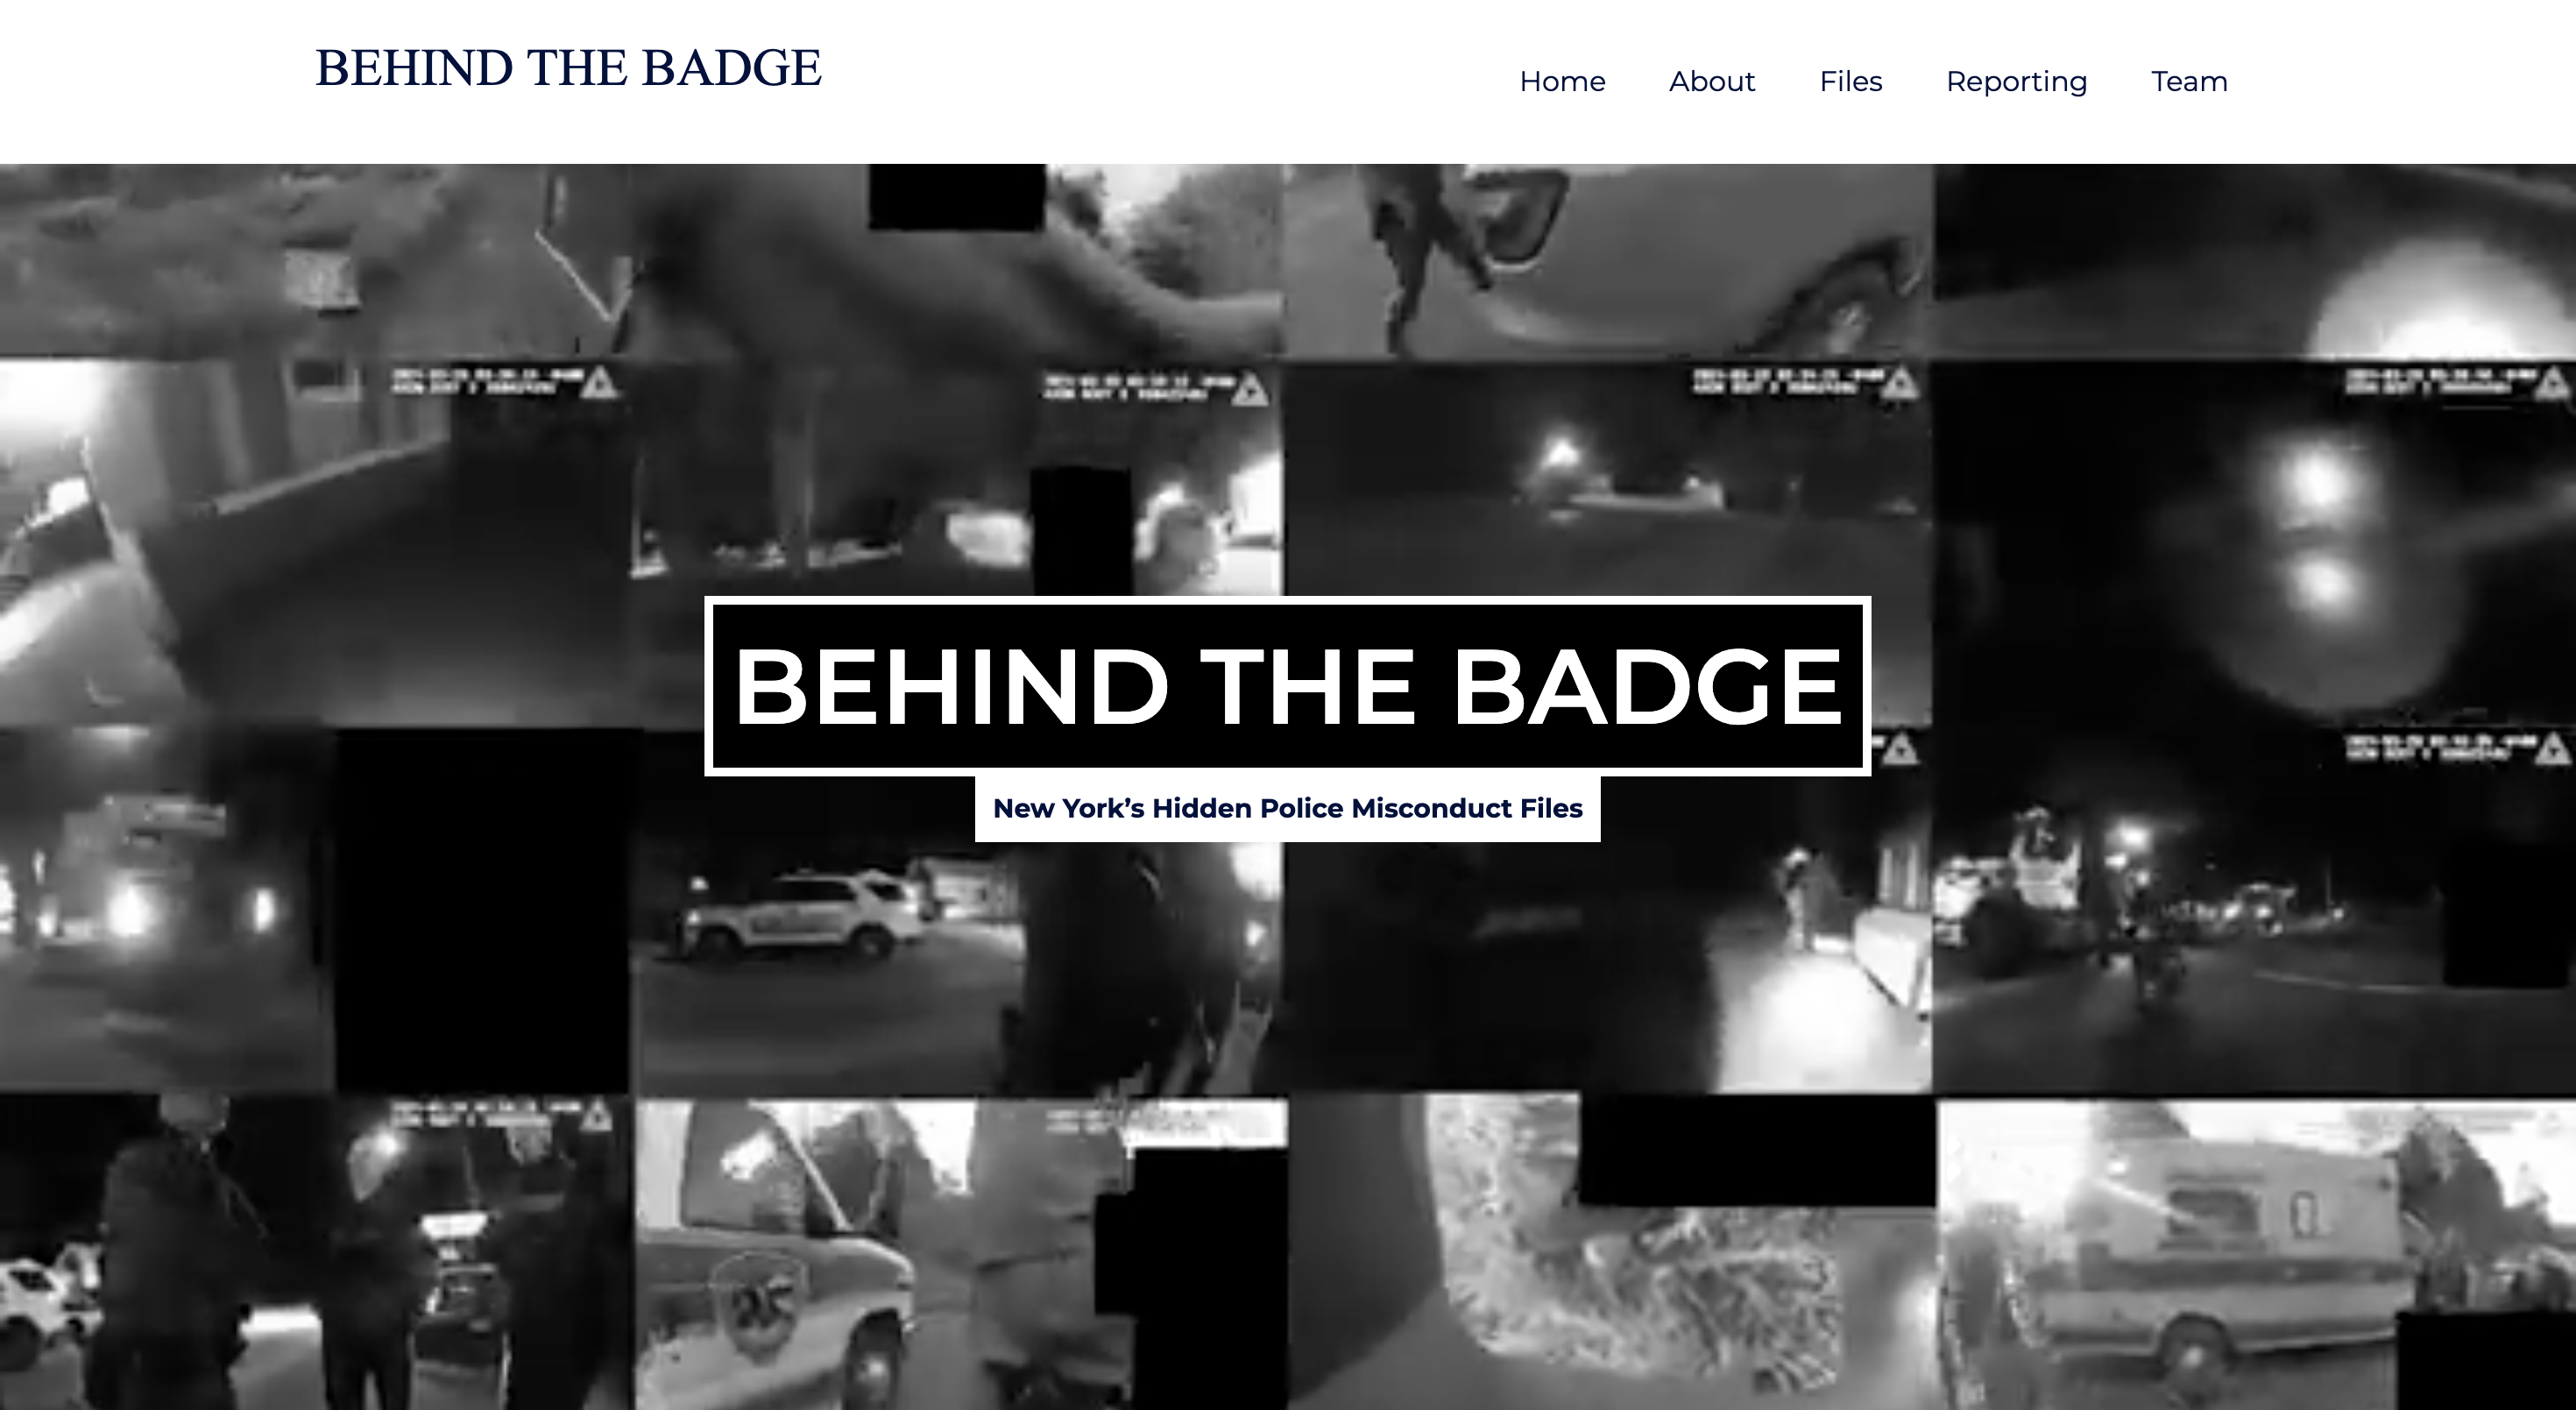 BEHIND THE BADGE
Home About Files Reporting Team
BEHIND THE BADGE
New York’s Hidden Police Misconduct Files